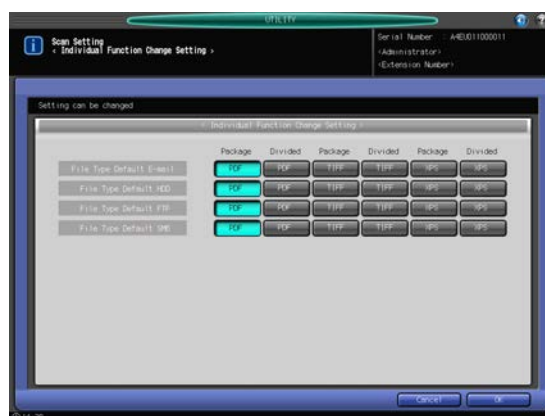 UTILITY
Scan Setting
< Individual Function Change Setting >
Serial Number : A4EU011000011
<Administrator>
<Extension Number>
Setting can be changed
< Individual Function Change Setting >
Package Divided Package Divided Package Divided
File Type Default E-mail PDF PDF TIFF TIFF XPS XPS
File Type Default HDD PDF PDF TIFF TIFF XPS XPS
File Type Default FTP PDF PDF TIFF TIFF XPS XPS
File Type Default SMB PDF PDF TIFF TIFF XPS XPS
Cancel OK